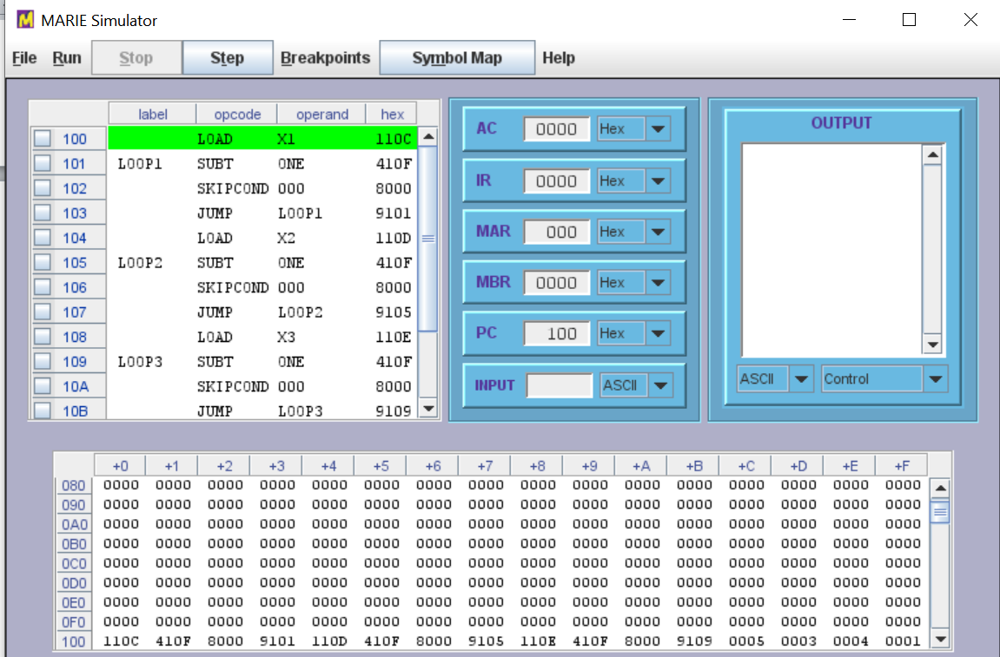 MARIE Simulator
File Run Stop Step Breakpoints Symbol Map Help
label opcode operand hex
100 LOAD X1 110C
101 LOOP1 SUBT ONE 410F
102 SKIPCOND 000 8000
103 JUMP LOOP1 9101
104 LOAD X2 110D
105 LOOP2 SUBT ONE 410F
106 SKIPCOND 000 8000
107 JUMP LOOP2 9105
108 LOAD X3 110E
109 LOOP3 SUBT ONE 410F
10A SKIPCOND 000 8000
10B JUMP LOOP3 9109
AC 0000 Hex
IR 0000 Hex
MAR 000 Hex
MBR 0000 Hex
PC 100 Hex
INPUT ASCII
OUTPUT
ASCII Control
+0 +1 +2 +3 +4 +5 +6 +7 +8 +9 +A +B +C +D +E +F
080 0000 0000 0000 0000 0000 0000 0000 0000 0000 0000 0000 0000 0000 0000 0000 0000
090 0000 0000 0000 0000 0000 0000 0000 0000 0000 0000 0000 0000 0000 0000 0000 0000
0A0 0000 0000 0000 0000 0000 0000 0000 0000 0000 0000 0000 0000 0000 0000 0000 0000
0B0 0000 0000 0000 0000 0000 0000 0000 0000 0000 0000 0000 0000 0000 0000 0000 0000
0C0 0000 0000 0000 0000 0000 0000 0000 0000 0000 0000 0000 0000 0000 0000 0000 0000
0D0 0000 0000 0000 0000 0000 0000 0000 0000 0000 0000 0000 0000 0000 0000 0000 0000
0E0 0000 0000 0000 0000 0000 0000 0000 0000 0000 0000 0000 0000 0000 0000 0000 0000
0F0 0000 0000 0000 0000 0000 0000 0000 0000 0000 0000 0000 0000 0000 0000 0000 0000
100 110C 410F 8000 9101 110D 410F 8000 9105 110E 410F 8000 9109 0005 0003 0004 0001